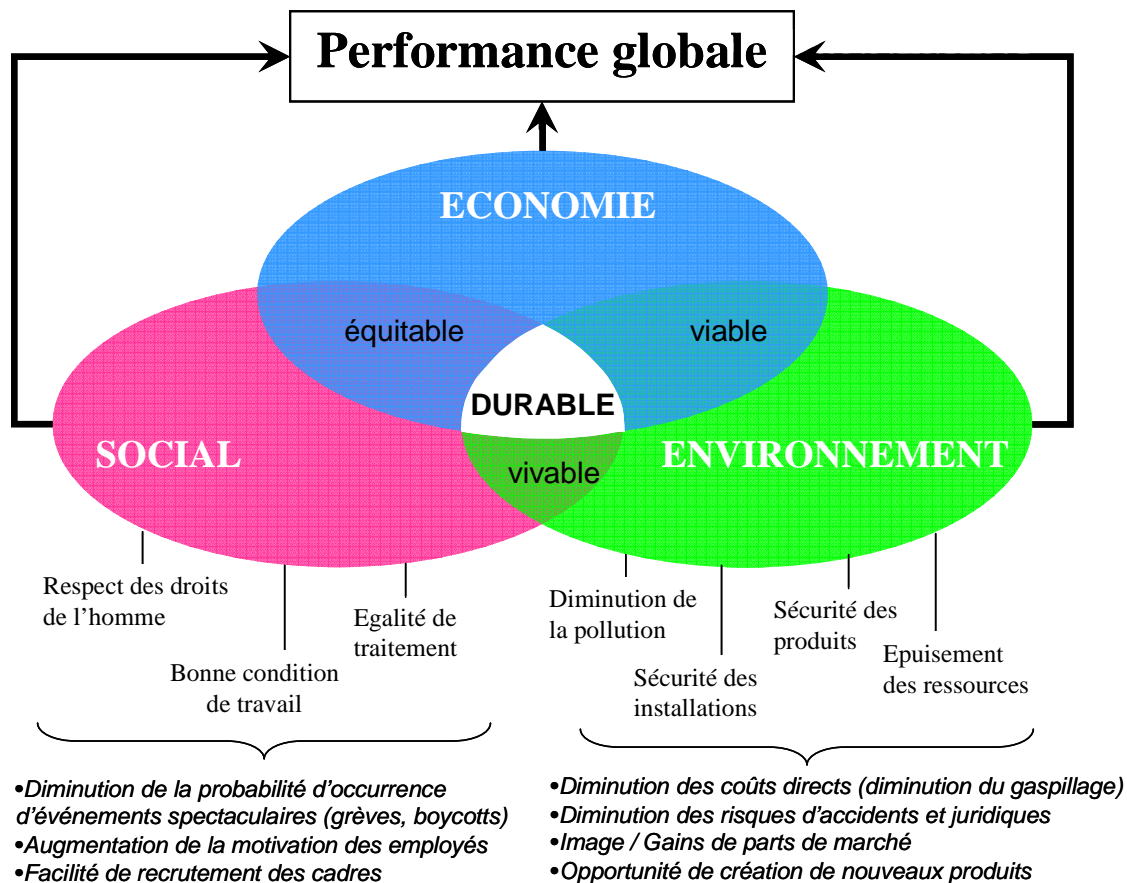 Performance globale
ECONOMIE
équitable
viable
DURABLE
SOCIAL
ENVIRONNEMENT
vivable
Respect des droits
de l’homme
Bonne condition
de travail
Egalité de
traitement
Diminution de
la pollution
Sécurité des
installations
Sécurité des
produits
Epuisement
des ressources
•Diminution de la probabilité d’occurrence
d’événements spectaculaires (grèves, boycotts)
•Augmentation de la motivation des employés
•Facilité de recrutement des cadres
•Diminution des coûts directs (diminution du gaspillage)
•Diminution des risques d’accidents et juridiques
•Image / Gains de parts de marché
•Opportunité de création de nouveaux produits